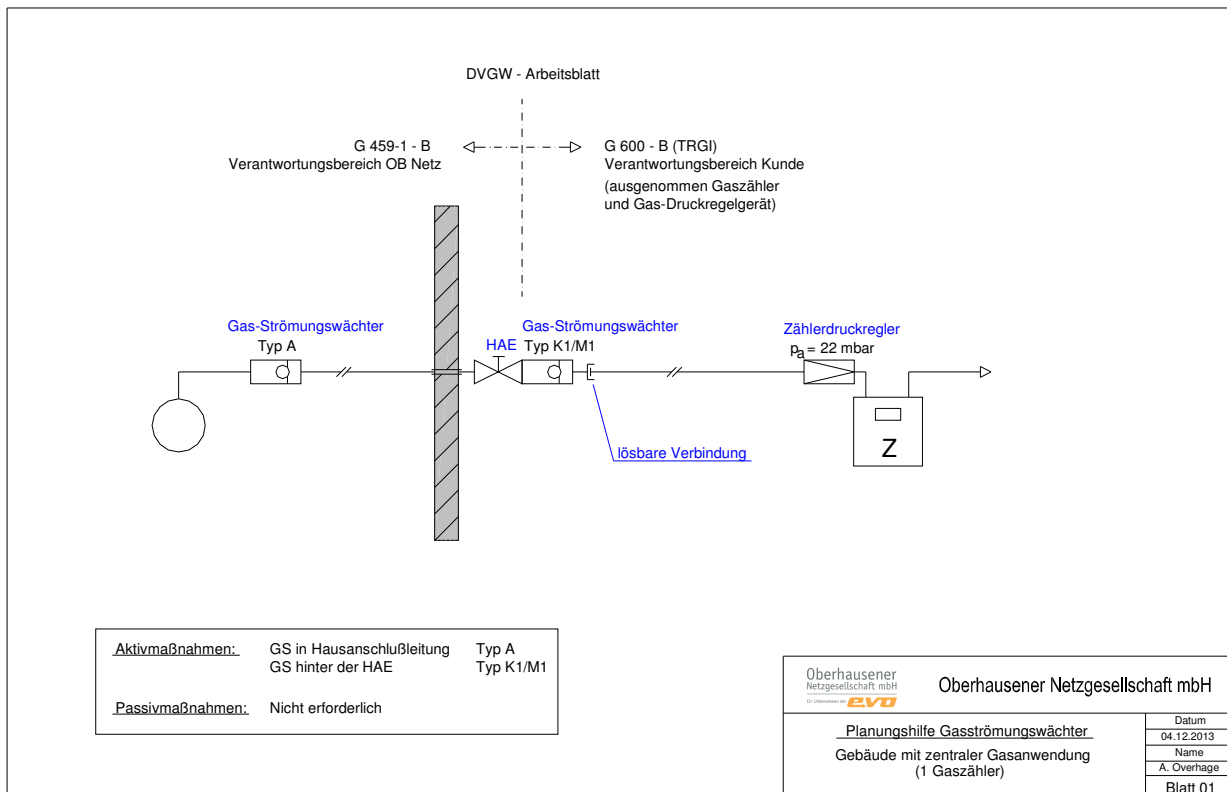 DVGW - Arbeitsblatt
G 459-1 - B
Verantwortungsbereich OB Netz
G 600 - B (TRGI)
Verantwortungsbereich Kunde
(ausgenommen Gaszähler
und Gas-Druckregelgerät)
Gas-Strömungswächter
Typ A
HAE
Gas-Strömungswächter
Typ K1/M1
Zählerdruckregler
pa = 22 mbar
lösbare Verbindung
Z
Aktivmaßnahmen: GS in Hausanschlußleitung Typ A
GS hinter der HAE Typ K1/M1
Passivmaßnahmen: Nicht erforderlich
Oberhausener
Netzgesellschaft mbH
Ein Unternehmen der evo
Oberhausener Netzgesellschaft mbH
Planungshilfe Gasströmungswächter
Gebäude mit zentraler Gasanwendung
(1 Gaszähler)
Datum
04.12.2013
Name
A. Overhage
Blatt 01